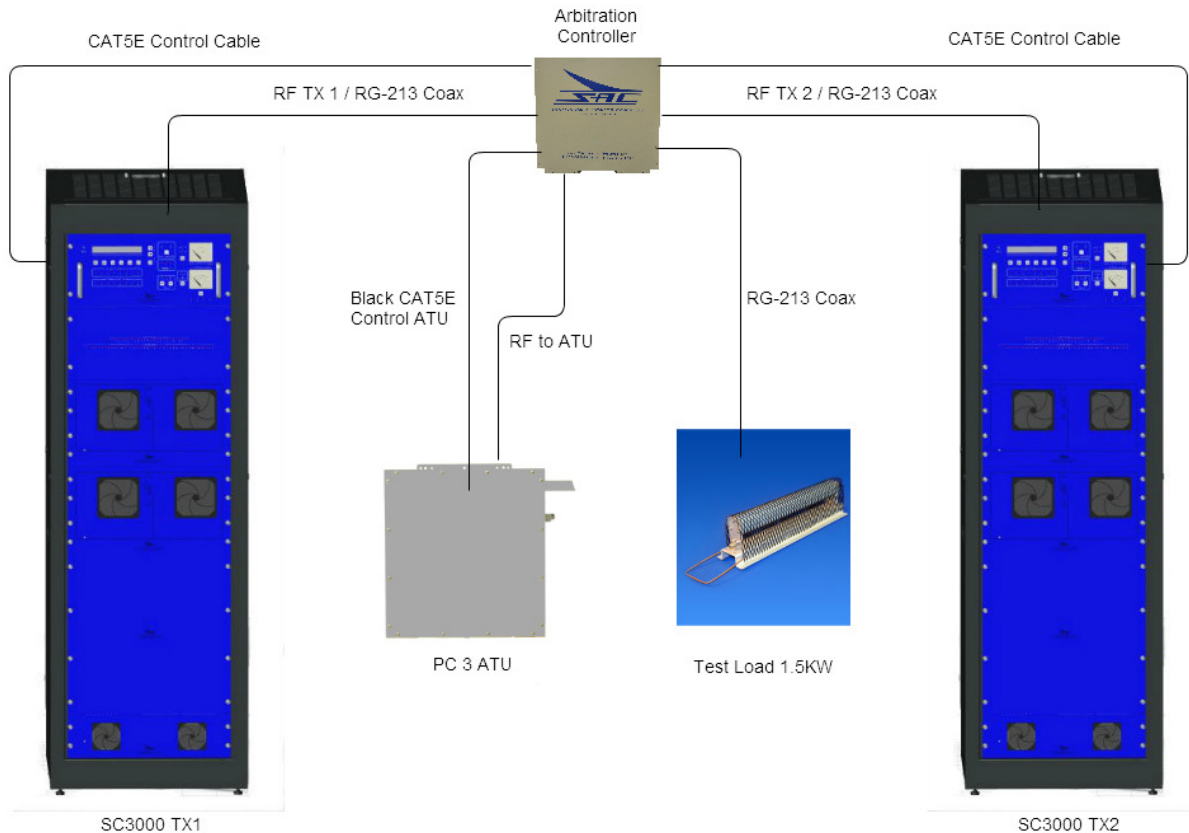 Arbitration
Controller
CAT5E Control Cable
CAT5E Control Cable
RF TX 1 / RG-213 Coax
RF TX 2 / RG-213 Coax
SAC
Black CAT5E
Control ATU
RF to ATU
RG-213 Coax
PC 3 ATU
Test Load 1.5KW
SC3000 TX1
SC3000 TX2